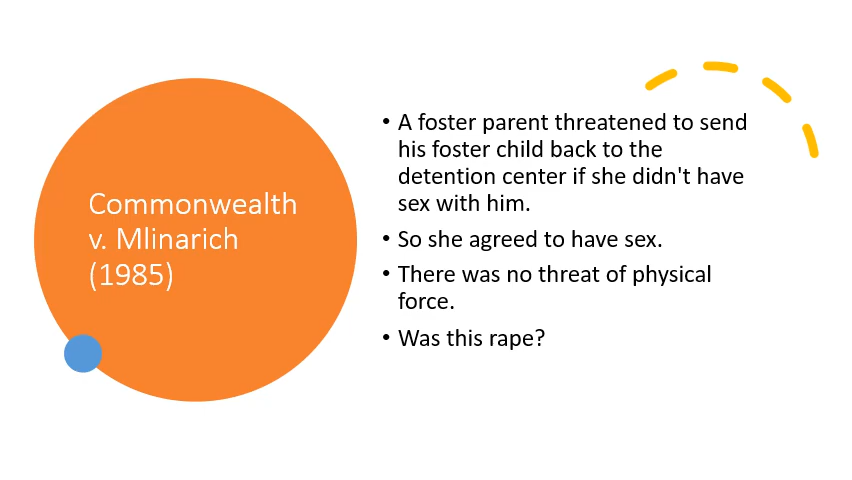 Commonwealth
v. Mlinarich
(1985)
• A foster parent threatened to send
his foster child back to the
detention center if she didn't have
sex with him.
• So she agreed to have sex.
• There was no threat of physical
force.
• Was this rape?